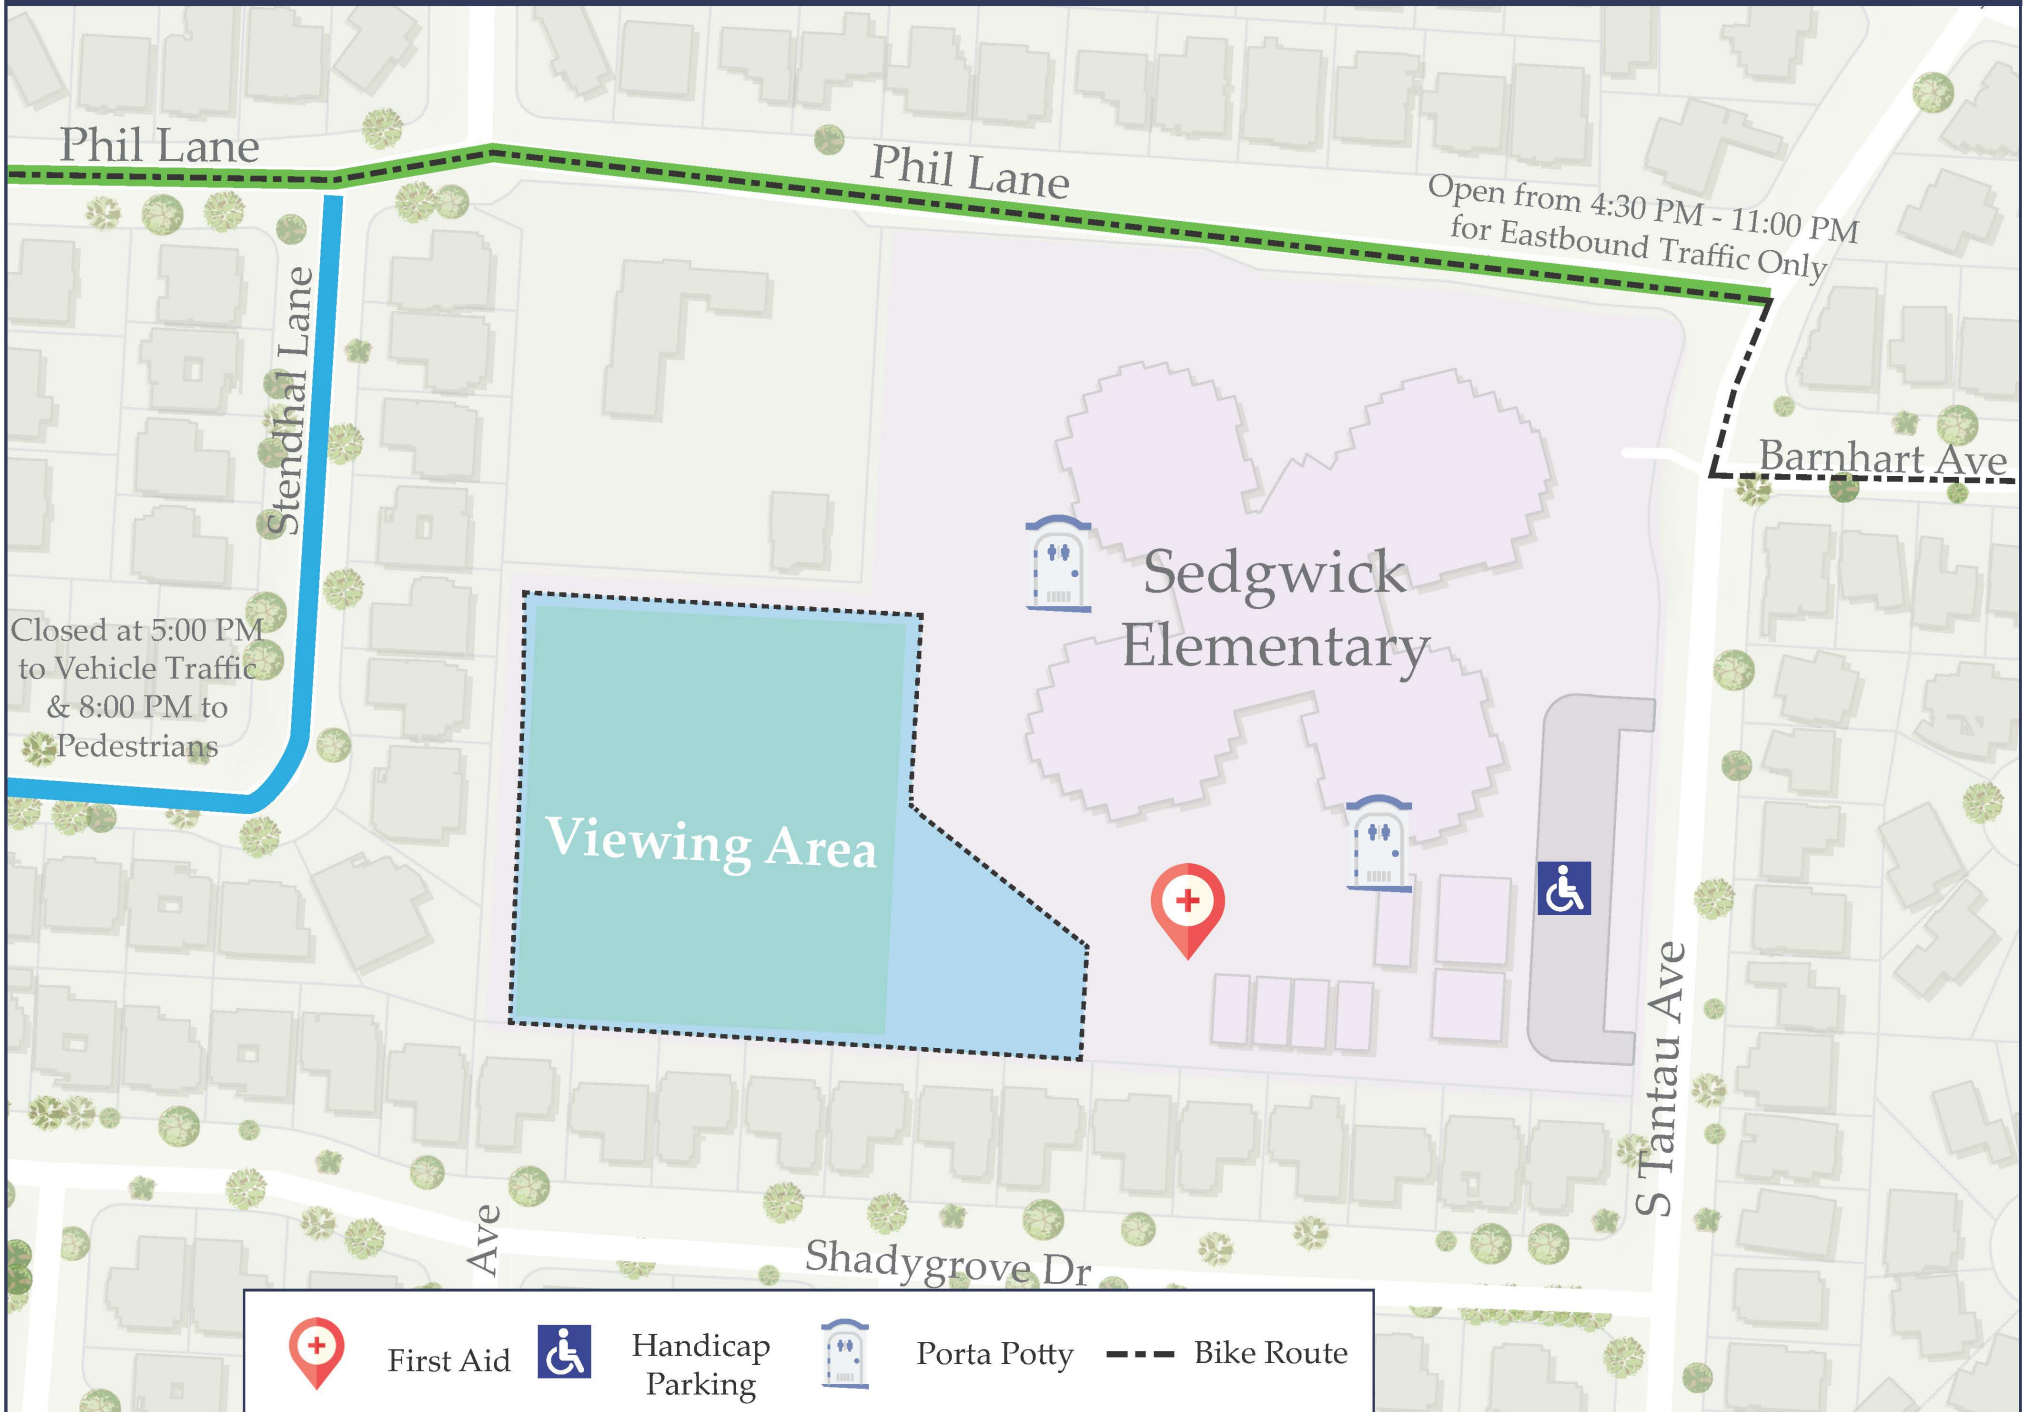 Phil Lane
Phil Lane
Open from 4:30 PM - 11:00 PM
for Eastbound Traffic Only
Stendhal Lane
Barnhart Ave
Sedgwick
Elementary
Closed at 5:00 PM
to Vehicle Traffic
& 8:00 PM to
Pedestrians
Viewing Area
S Tantau Ave
Ave
Shadygrove Dr
First Aid
Handicap
Parking
Porta Potty
Bike Route